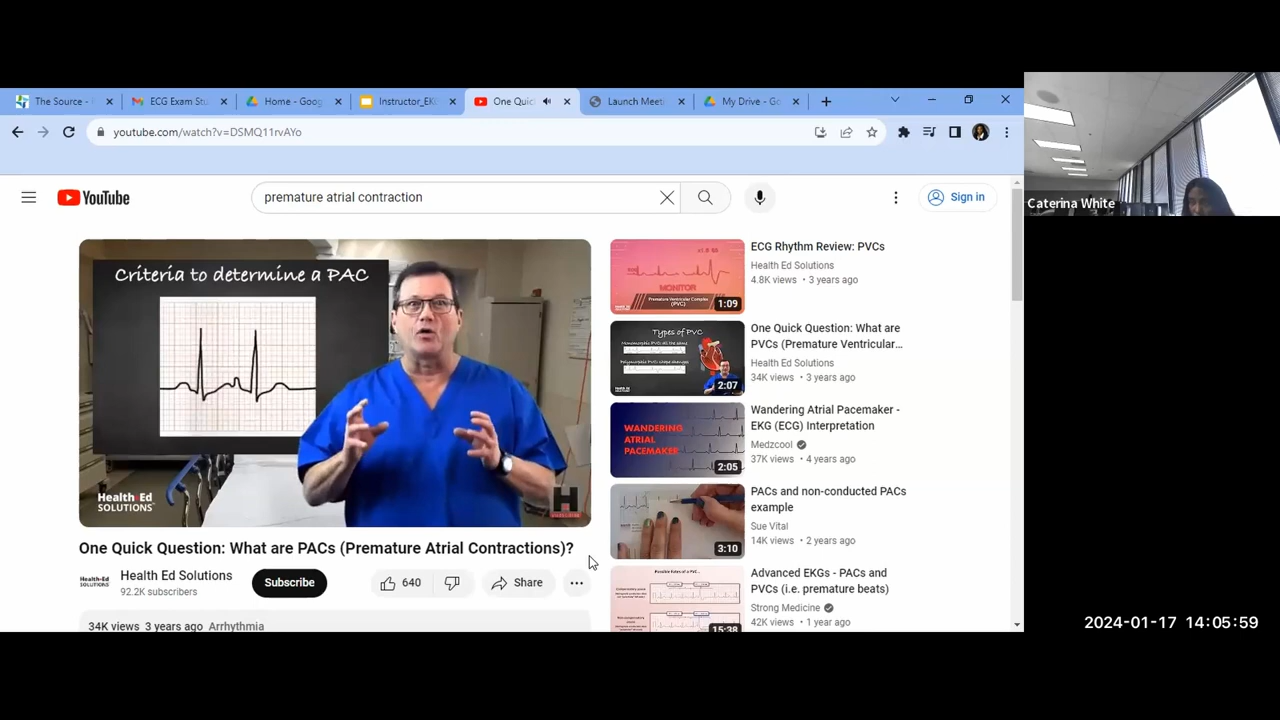 The Source -
ECG Exam Stu
Home - Goog
Instructor_EK
One Quic
Launch Meeti
My Drive - Go
youtube.com/watch?v=DSMQ11rvAYo
YouTube
premature atrial contraction
Sign in
Caterina White
Criteria to determine a PAC
Health Ed
SOLUTIONS
H
One Quick Question: What are PACs (Premature Atrial Contractions)?
Health-Ed
SOLUTIONS
Health Ed Solutions
92.2K subscribers
Subscribe
640
Share
34K views 3 years ago Arrhythmia
MONITOR
1:09
ECG Rhythm Review: PVCs
Health Ed Solutions
4.8K views • 3 years ago
Types of PVC
2:07
One Quick Question: What are
PVCs (Premature Ventricular...
Health Ed Solutions
34K views • 3 years ago
WANDERING
ATRIAL
PACEMAKER
2:05
Wandering Atrial Pacemaker -
EKG (ECG) Interpretation
Medzcool
37K views • 4 years ago
3:10
PACs and non-conducted PACs
example
Sue Vital
14K views • 2 years ago
15:38
Advanced EKGs - PACs and
PVCs (i.e. premature beats)
Strong Medicine
42K views • 1 year ago
2024-01-17 14:05:59